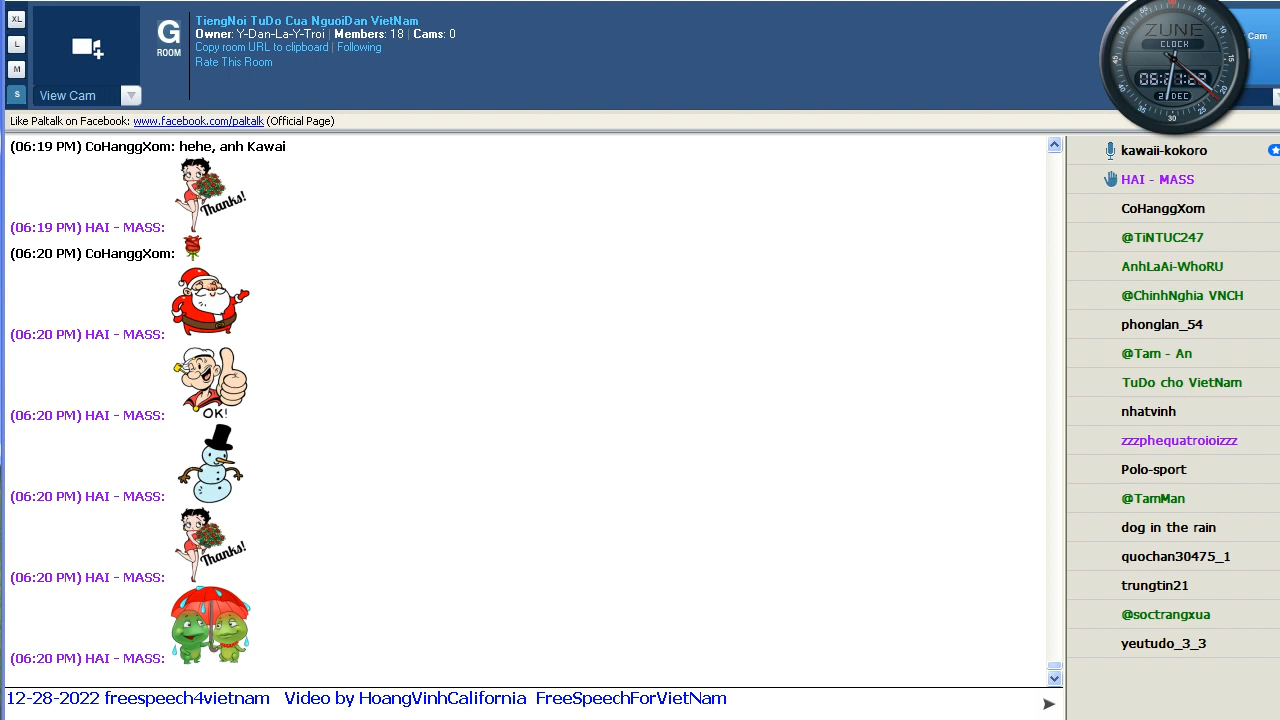 XL
L
M
S
View Cam
G
ROOM
TiengNoi TuDo Cua NguoiDan VietNam
Owner: Y-Dan-La-Y-Troi | Members: 18 | Cams: 0
Copy room URL to clipboard | Following
Rate This Room
ZUNE
CLOCK
Cam
Like Paltalk on Facebook: www.facebook.com/paltalk (Official Page)
(06:19 PM) CoHanggXom: hehe, anh Kawai
Thanks!
(06:19 PM) HAI - MASS:
(06:20 PM) CoHanggXom:
(06:20 PM) HAI - MASS:
OK!
(06:20 PM) HAI - MASS:
(06:20 PM) HAI - MASS:
Thanks!
(06:20 PM) HAI - MASS:
(06:20 PM) HAI - MASS:
kawaii-kokoro
HAI - MASS
CoHanggXom
@TiNTUC247
AnhLaAi-WhoRU
@ChinhNghia VNCH
phonglan_54
@Tam - An
TuDo cho VietNam
nhatvinh
zzzphequatroioizzz
Polo-sport
@TamMan
dog in the rain
quochan30475_1
trungtin21
@soctrangxua
yeutudo_3_3
12-28-2022 freespeech4vietnam Video by HoangVinhCalifornia FreeSpeechForVietNam